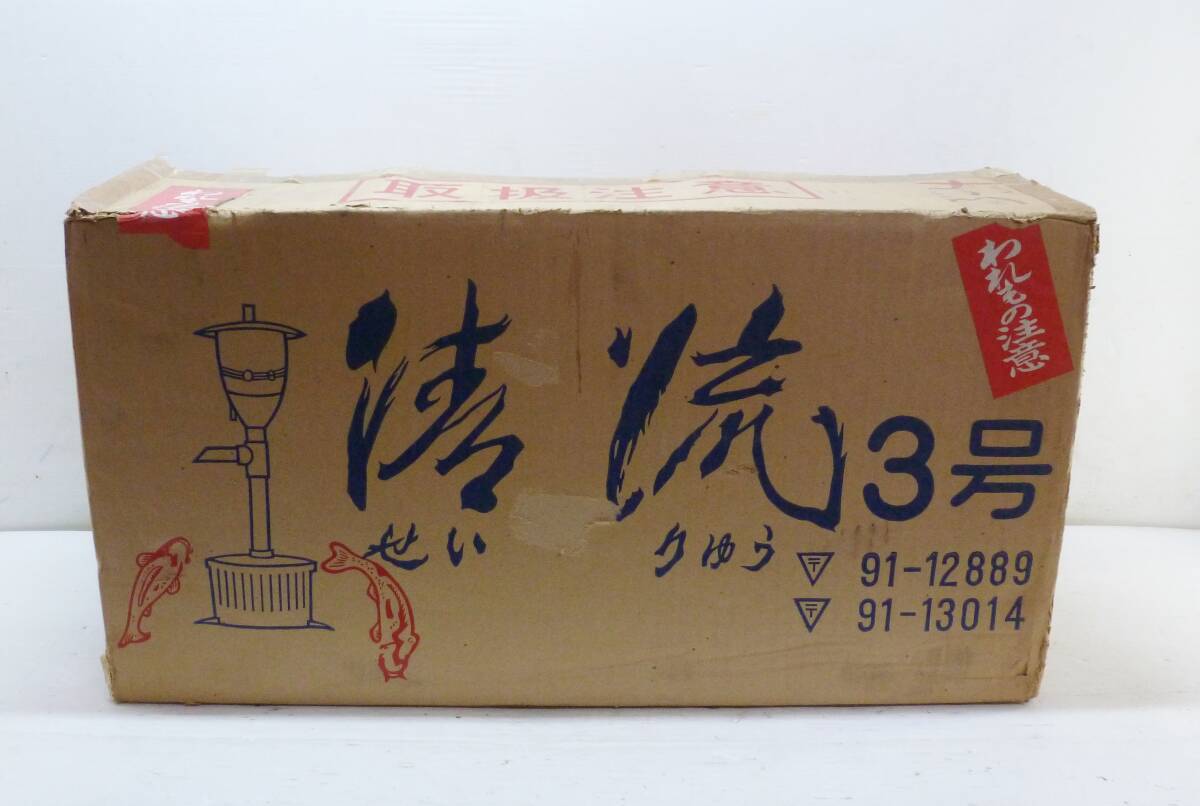 取扱注意
われもの注意
清流3号
せいりゅう
〒 91-12889
〒 91-13014